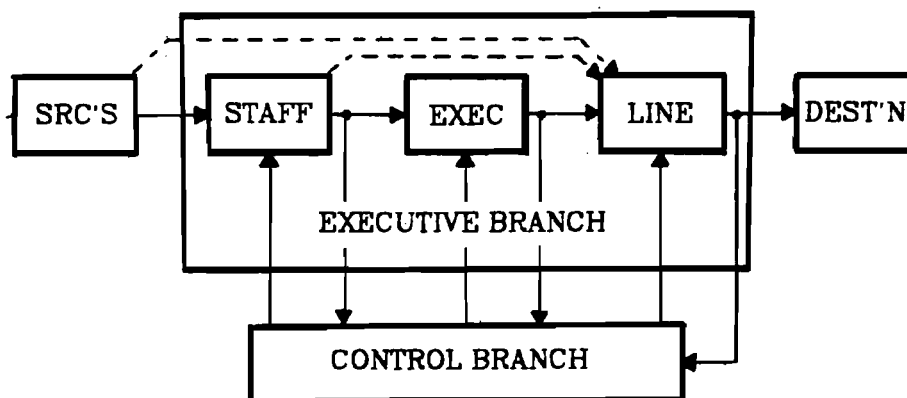 SRC'S
STAFF
EXEC
LINE
DEST'N
EXECUTIVE BRANCH
CONTROL BRANCH